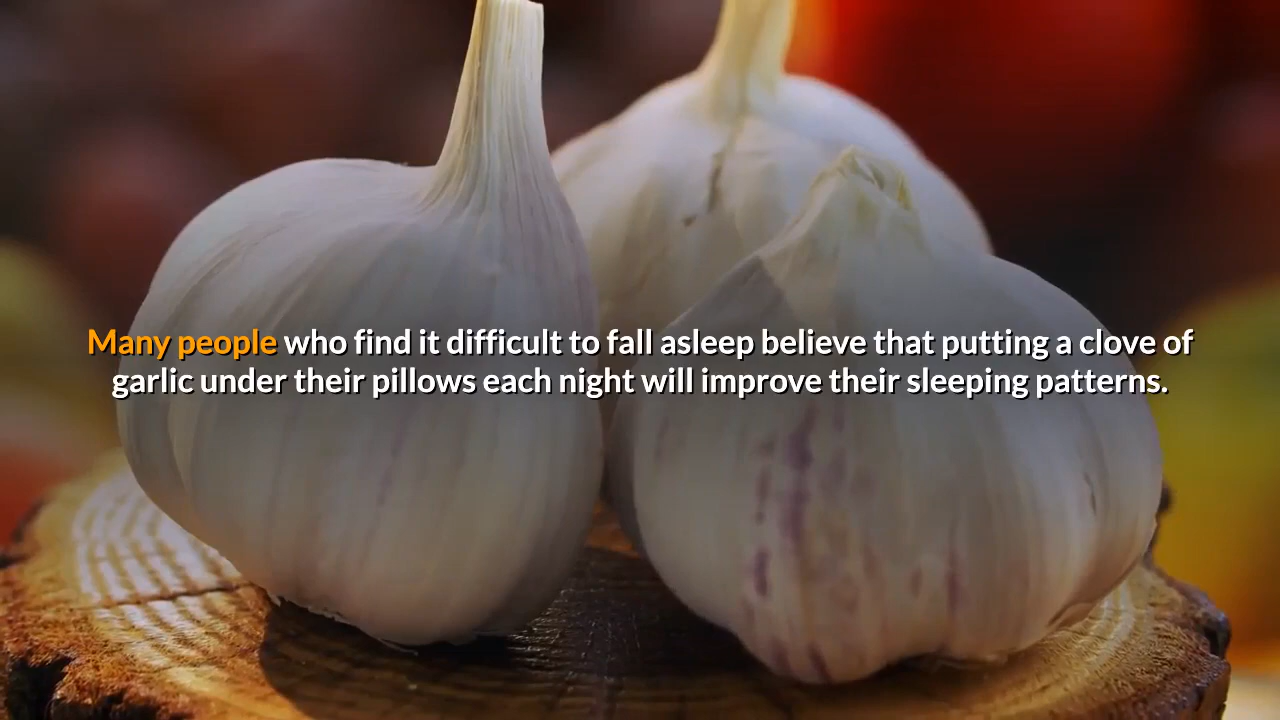 Many people who find it difficult to fall asleep believe that putting a clove of
garlic under their pillows each night will improve their sleeping patterns.